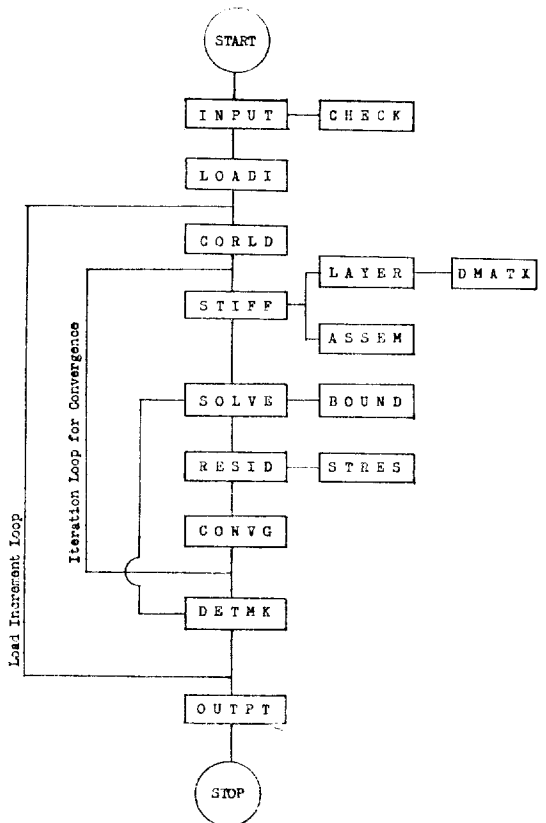 START
INPUT CHECK
LOADI
CORLD
LAYER DMATX
STIFF
ASSEM
SOLVE BOUND
RESID STRES
CONVG
DETMK
OUTPT
STOP
Iteration Loop for Convergence
Load Increment Loop